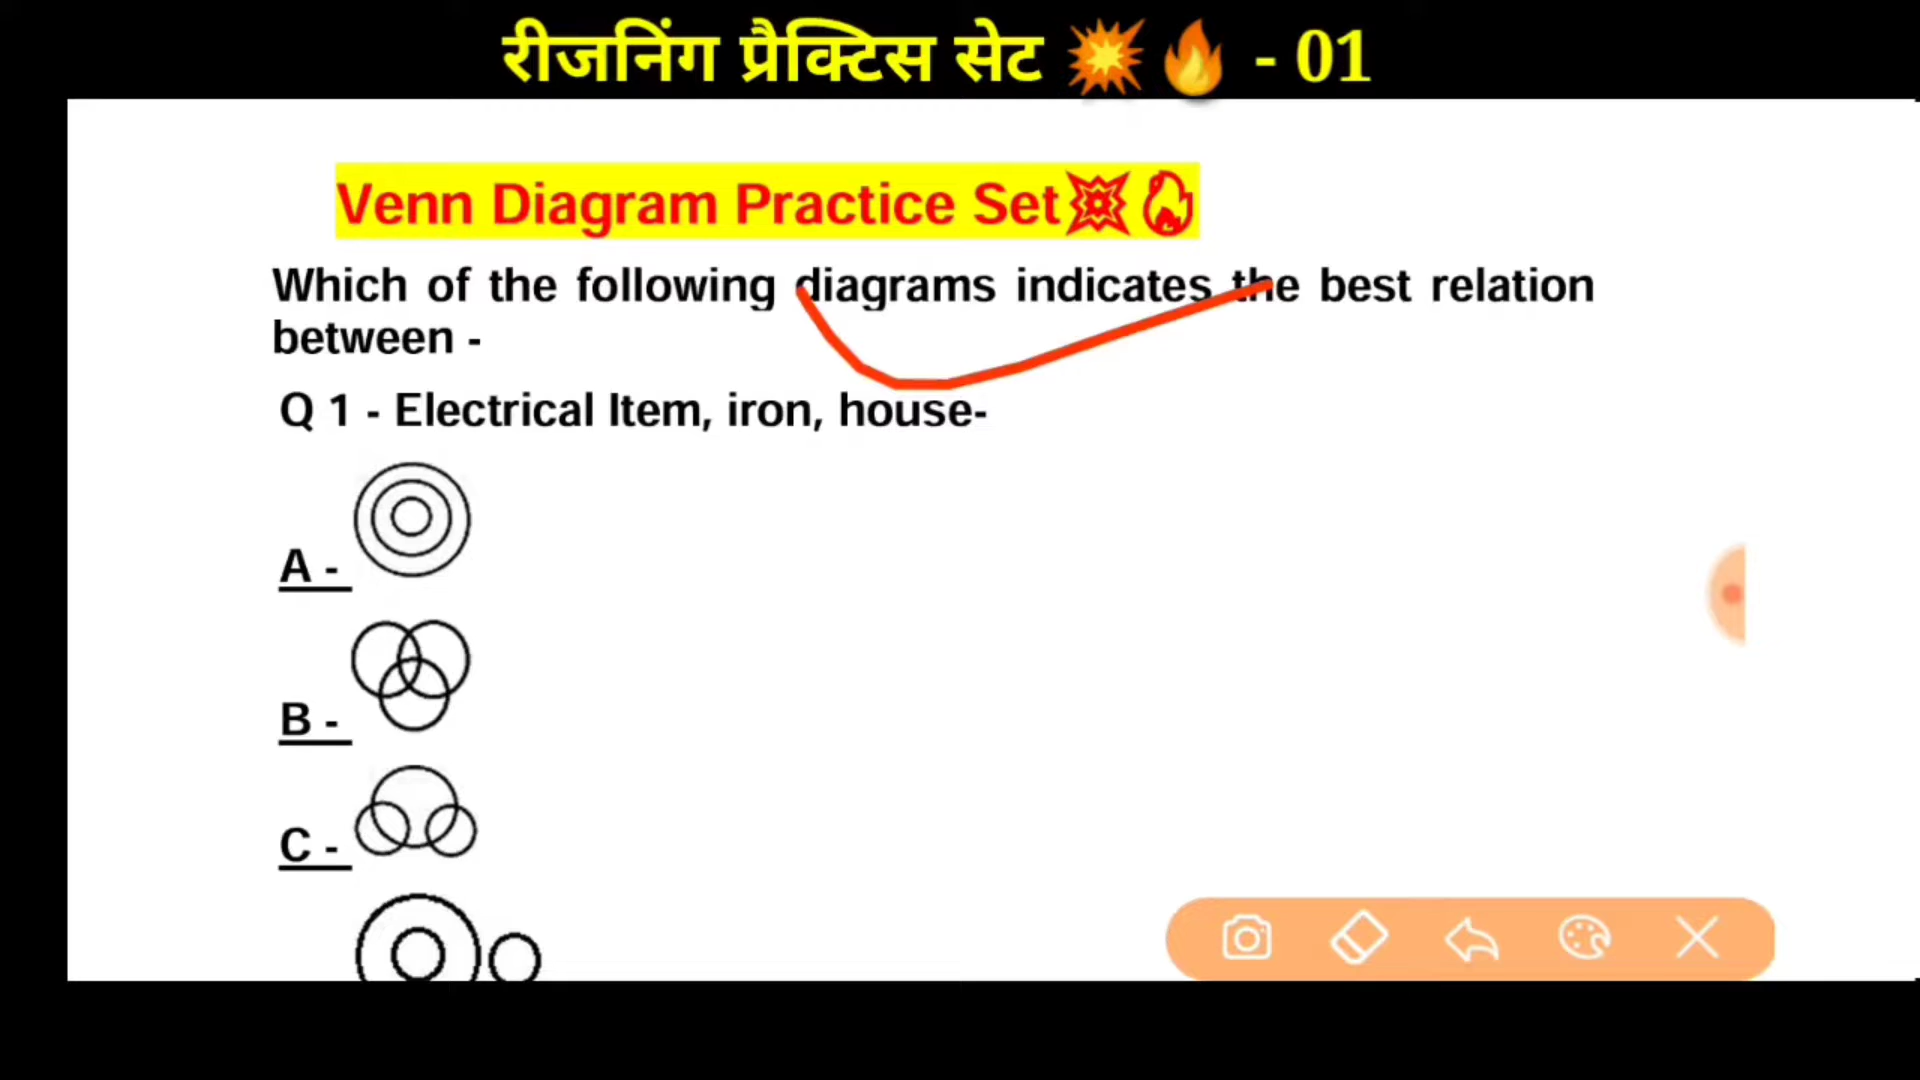 रीजनिंग प्रैक्टिस सेट 💥🔥 - 01
Venn Diagram Practice Set💥🔥
Which of the following diagrams indicates the best relation
between -
Q 1 - Electrical Item, iron, house-
A -
B -
C -